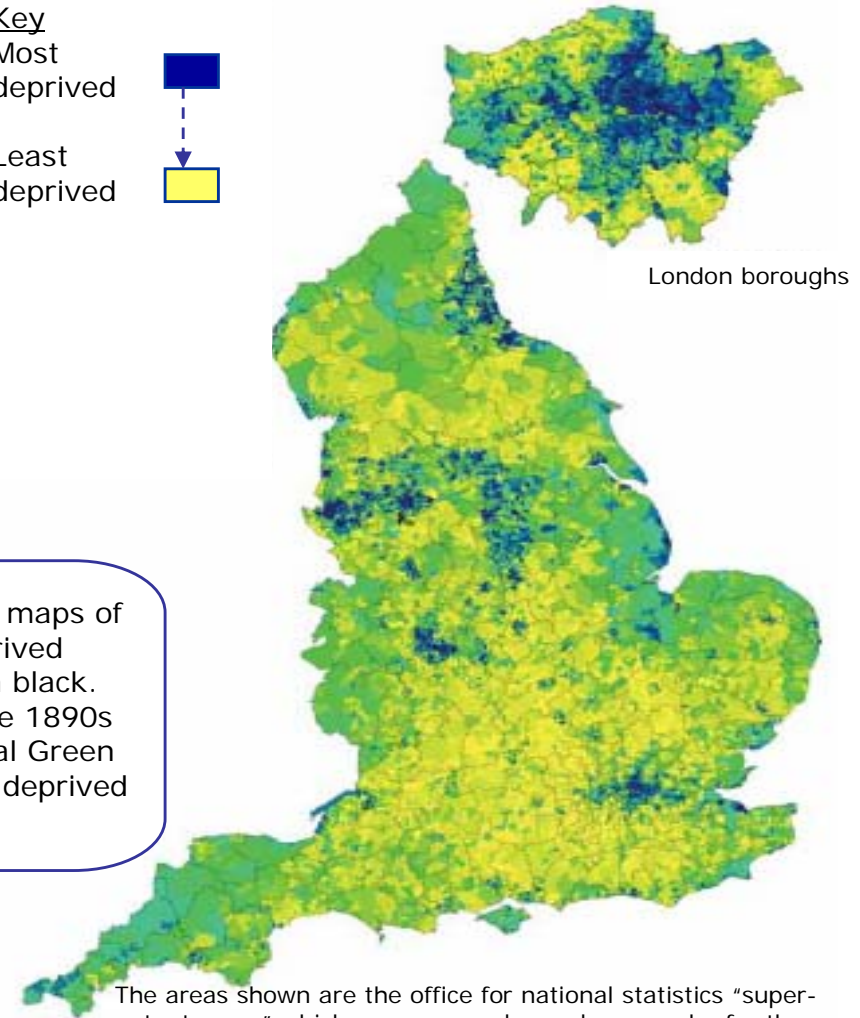 Key
Most
deprived
Least
deprived
London boroughs
maps of
rived
black.
e 1890s
al Green
deprived
The areas shown are the office for national statistics “super-